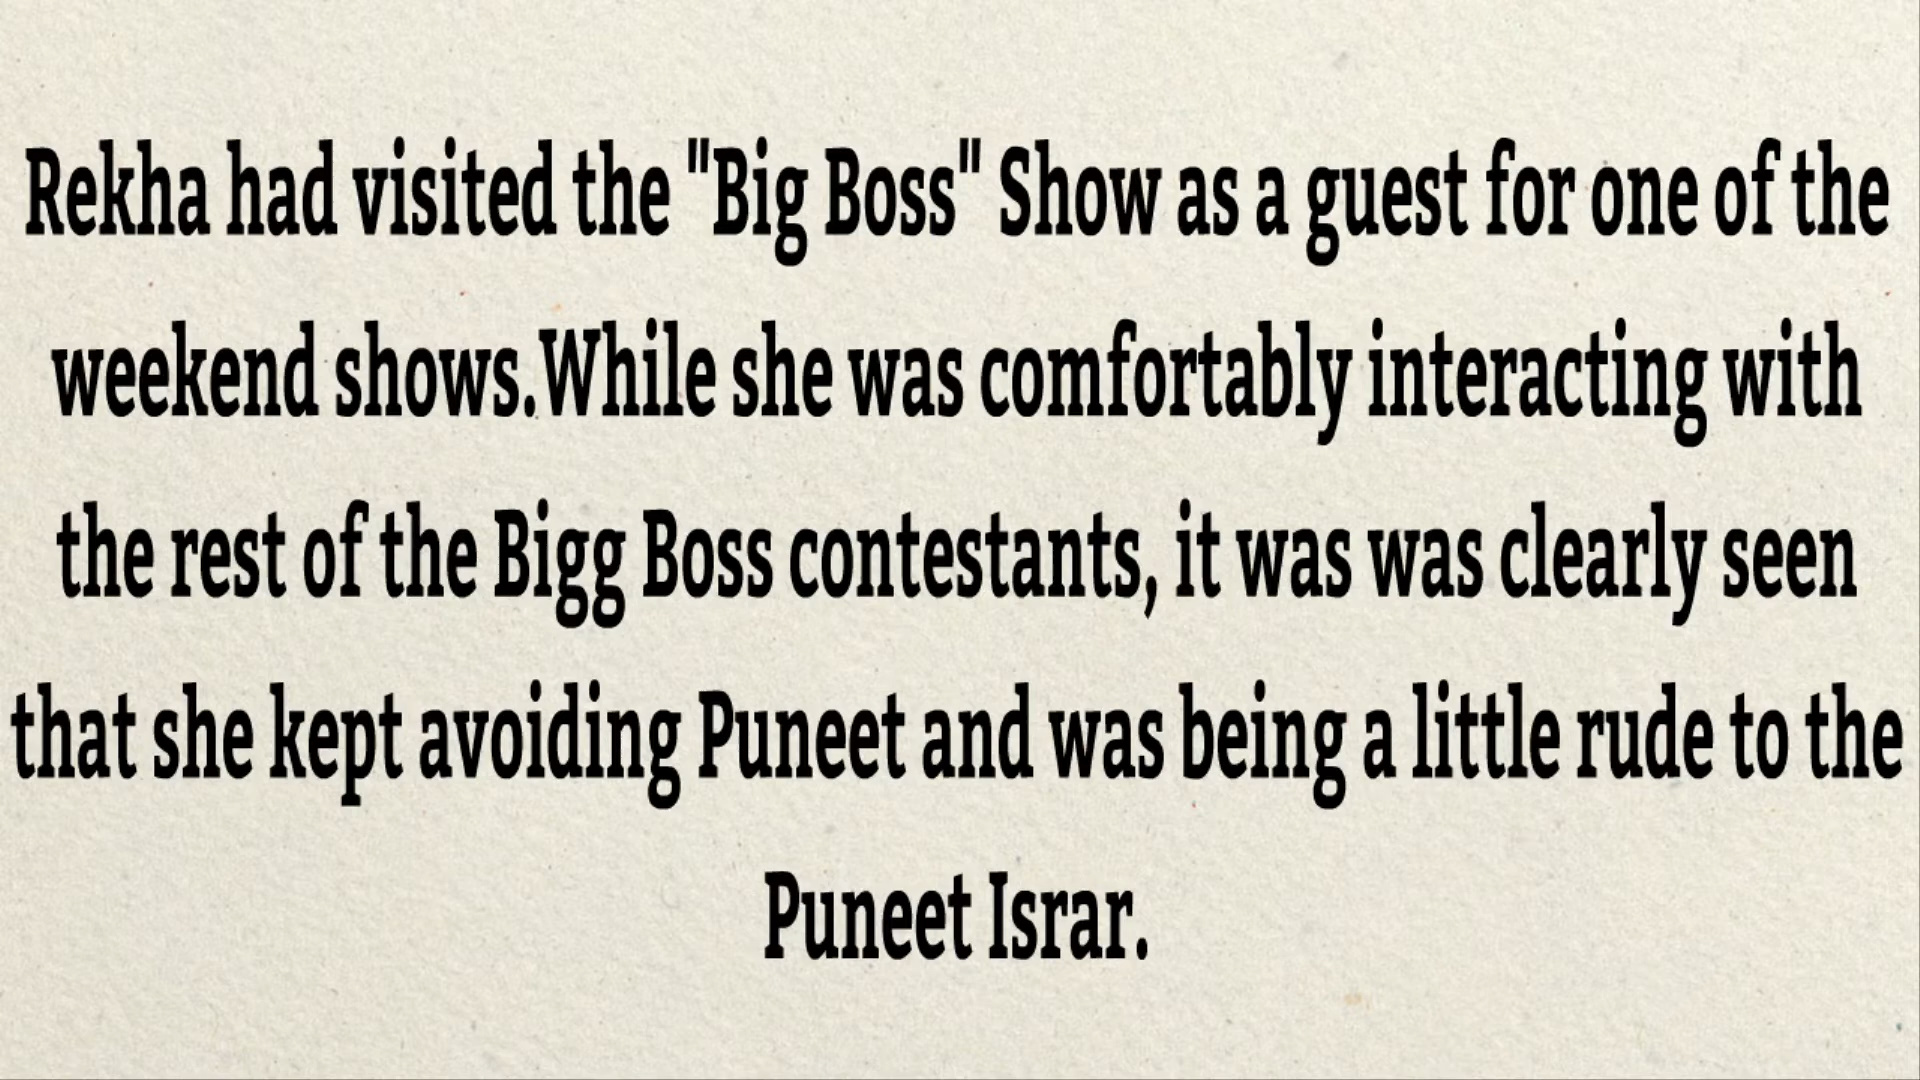 Rekha had visited the "Big Boss" Show as a guest for one of the
weekend shows.While she was comfortably interacting with
the rest of the Bigg Boss contestants, it was was clearly seen
that she kept avoiding Puneet and was being a little rude to the
Puneet Israr.